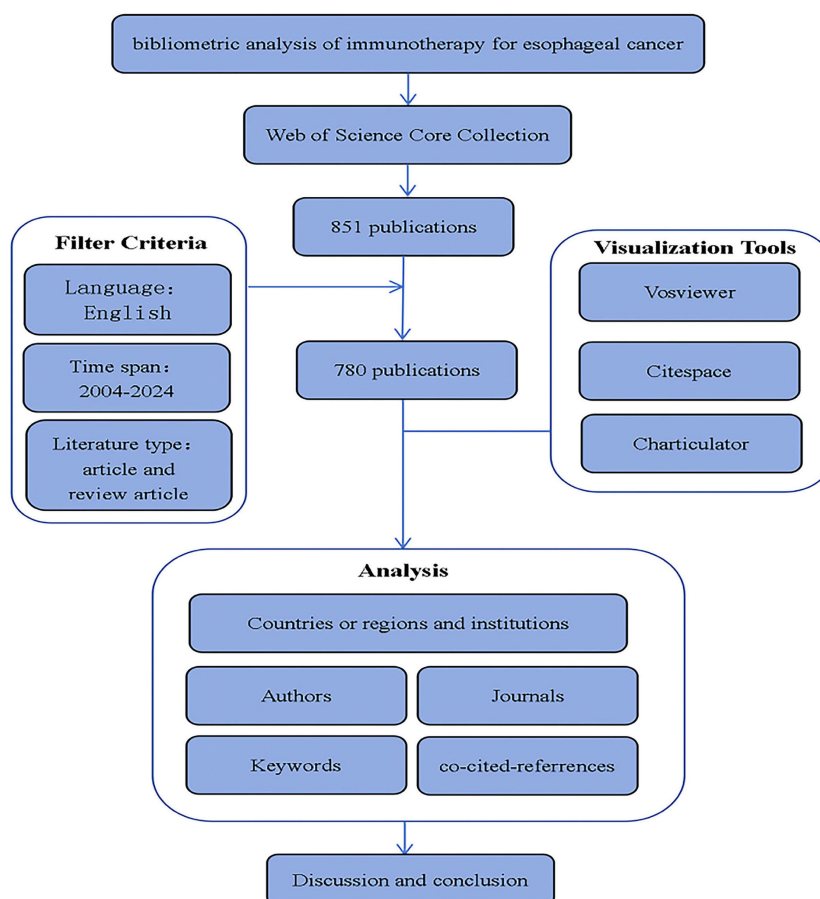 bibliometric analysis of immunotherapy for esophageal cancer
Web of Science Core Collection
851 publications
Filter Criteria
Language:
English
Time span:
2004-2024
Literature type:
article and
review article
Visualization Tools
Vosviewer
Citespace
Charticulator
780 publications
Analysis
Countries or regions and institutions
Authors
Journals
Keywords
co-cited-referrences
Discussion and conclusion